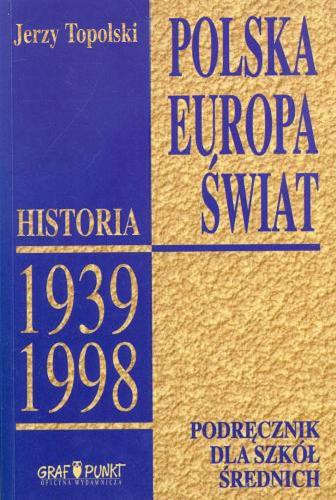 Jerzy Topolski
POLSKA
EUROPA
ŚWIAT
HISTORIA
1939
1998
PODRĘCZNIK
DLA SZKÓŁ
ŚREDNICH
GRAF PUNKT
OFICYNA WYDAWNICZA